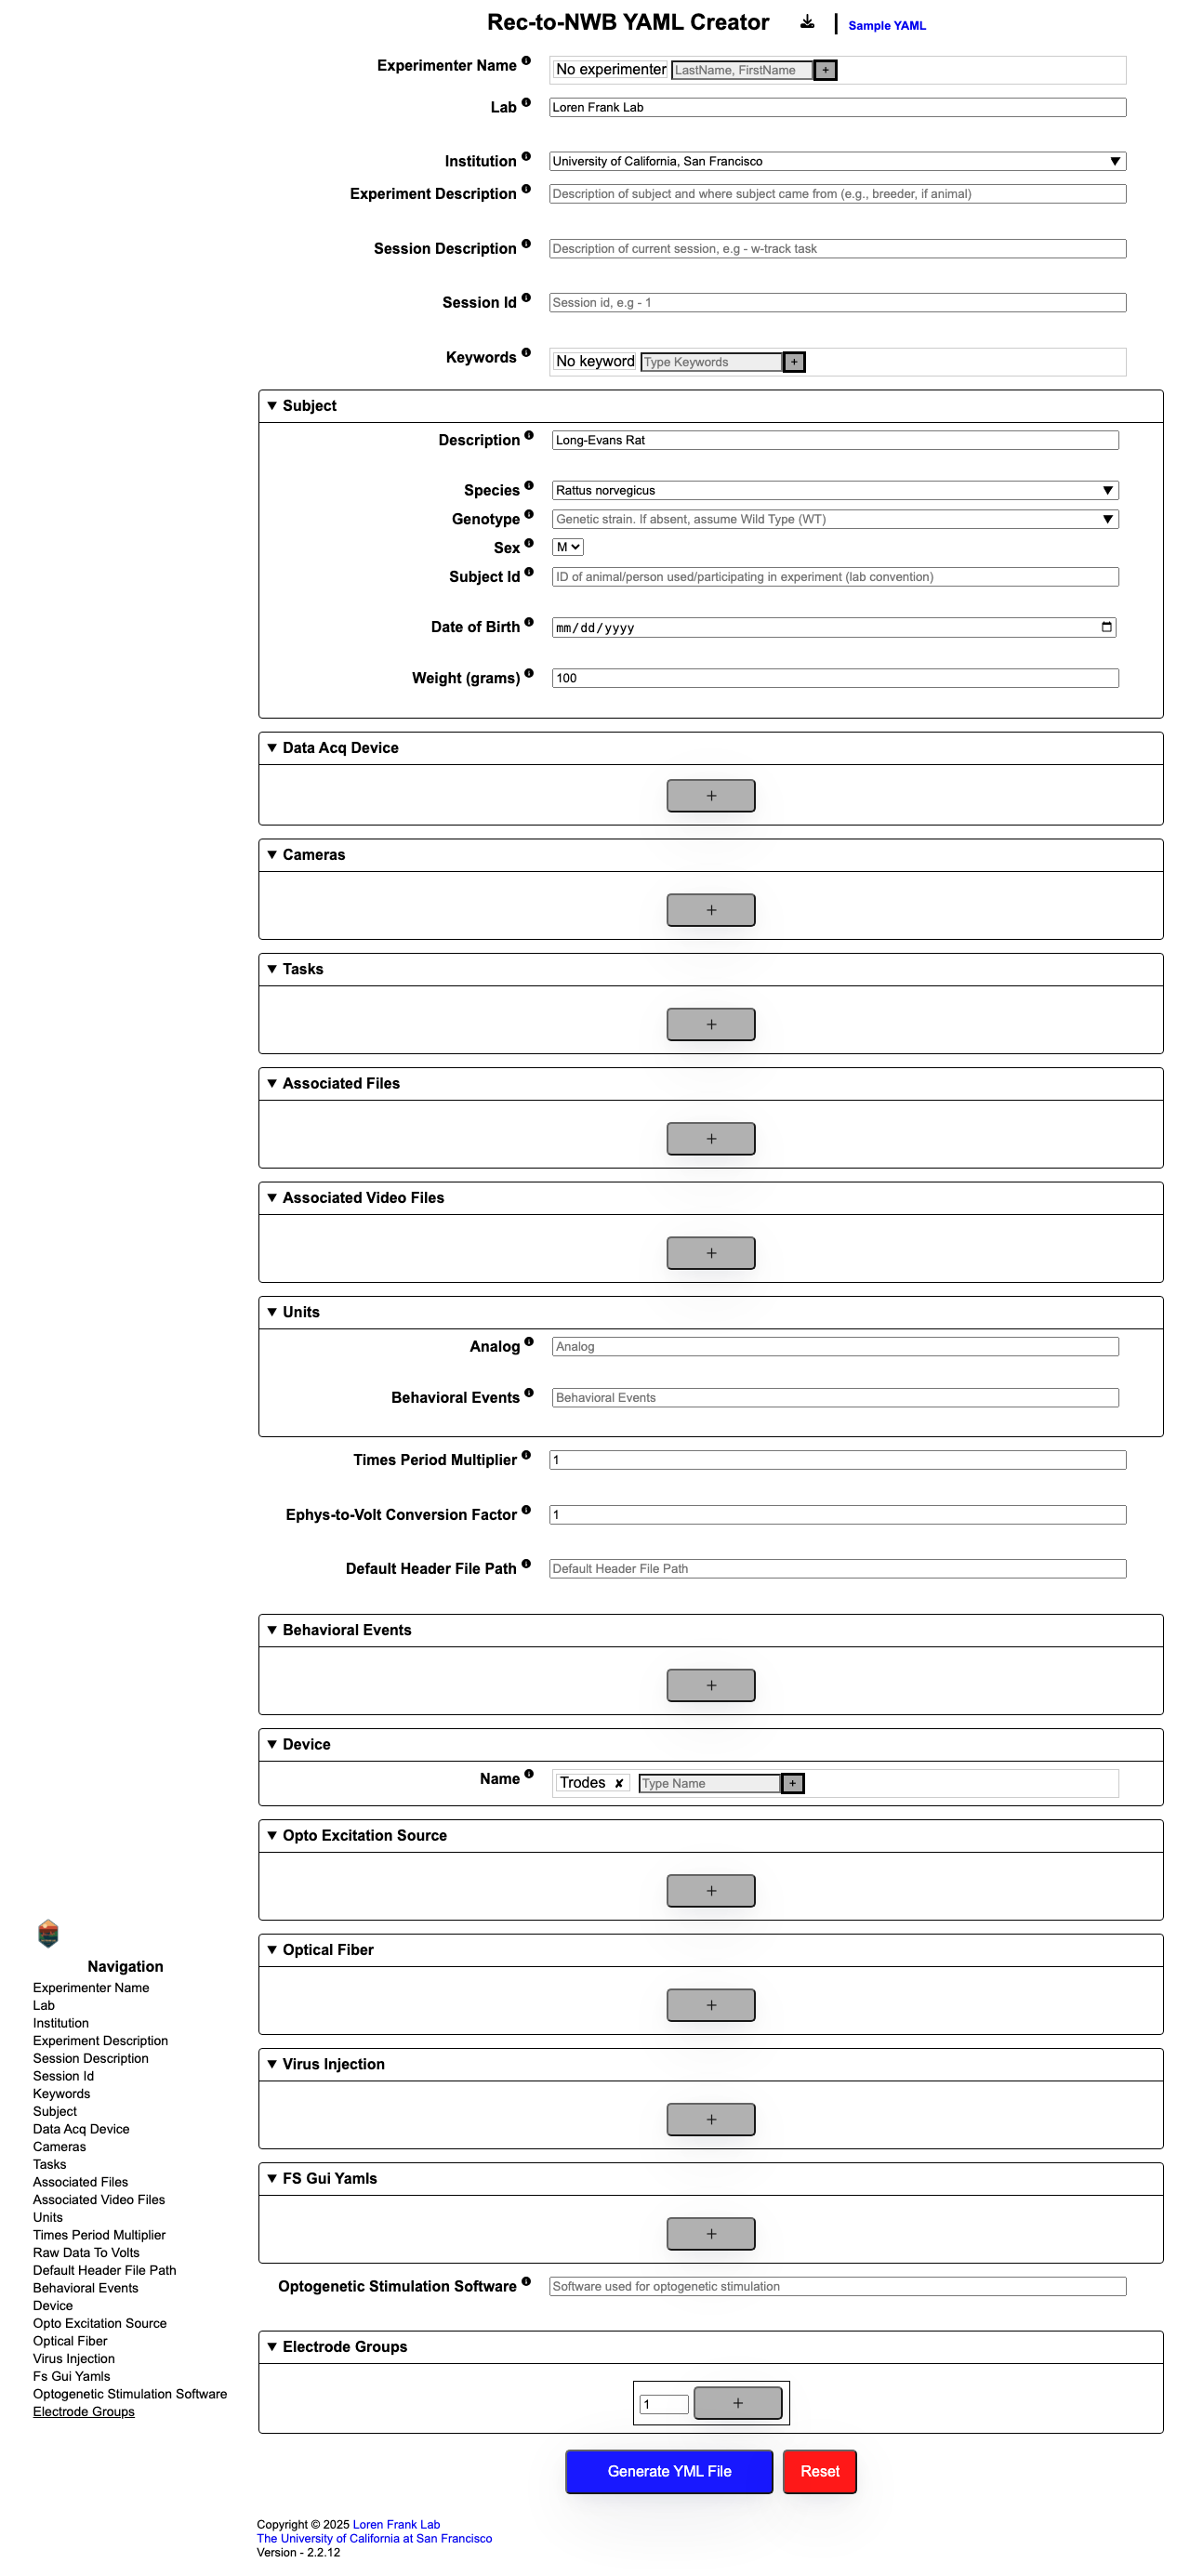 Rec-to-NWB YAML Creator | Sample YAML
Experimenter Name No experimenter LastName, FirstName +
Lab Loren Frank Lab
Institution University of California, San Francisco ▼
Experiment Description Description of subject and where subject came from (e.g., breeder, if animal)
Session Description Description of current session, e.g - w-track task
Session Id Session id, e.g - 1
Keywords No keyword Type Keywords +
▼ Subject
Description Long-Evans Rat
Species Rattus norvegicus ▼
Genotype Genetic strain. If absent, assume Wild Type (WT) ▼
Sex M
Subject Id ID of animal/person used/participating in experiment (lab convention)
Date of Birth mm/dd/yyyy
Weight (grams) 100
▼ Data Acq Device
+
▼ Cameras
+
▼ Tasks
+
▼ Associated Files
+
▼ Associated Video Files
+
▼ Units
Analog Analog
Behavioral Events Behavioral Events
Times Period Multiplier 1
Ephys-to-Volt Conversion Factor 1
Default Header File Path Default Header File Path
▼ Behavioral Events
+
▼ Device
Name Trodes ✘ Type Name +
▼ Opto Excitation Source
+
▼ Optical Fiber
+
▼ Virus Injection
+
▼ FS Gui Yamls
+
Optogenetic Stimulation Software Software used for optogenetic stimulation
▼ Electrode Groups
1 +
Generate YML File Reset
Navigation
Experimenter Name
Lab
Institution
Experiment Description
Session Description
Session Id
Keywords
Subject
Data Acq Device
Cameras
Tasks
Associated Files
Associated Video Files
Units
Times Period Multiplier
Raw Data To Volts
Default Header File Path
Behavioral Events
Device
Opto Excitation Source
Optical Fiber
Virus Injection
Fs Gui Yamls
Optogenetic Stimulation Software
Electrode Groups
Copyright © 2025 Loren Frank Lab
The University of California at San Francisco
Version - 2.2.12